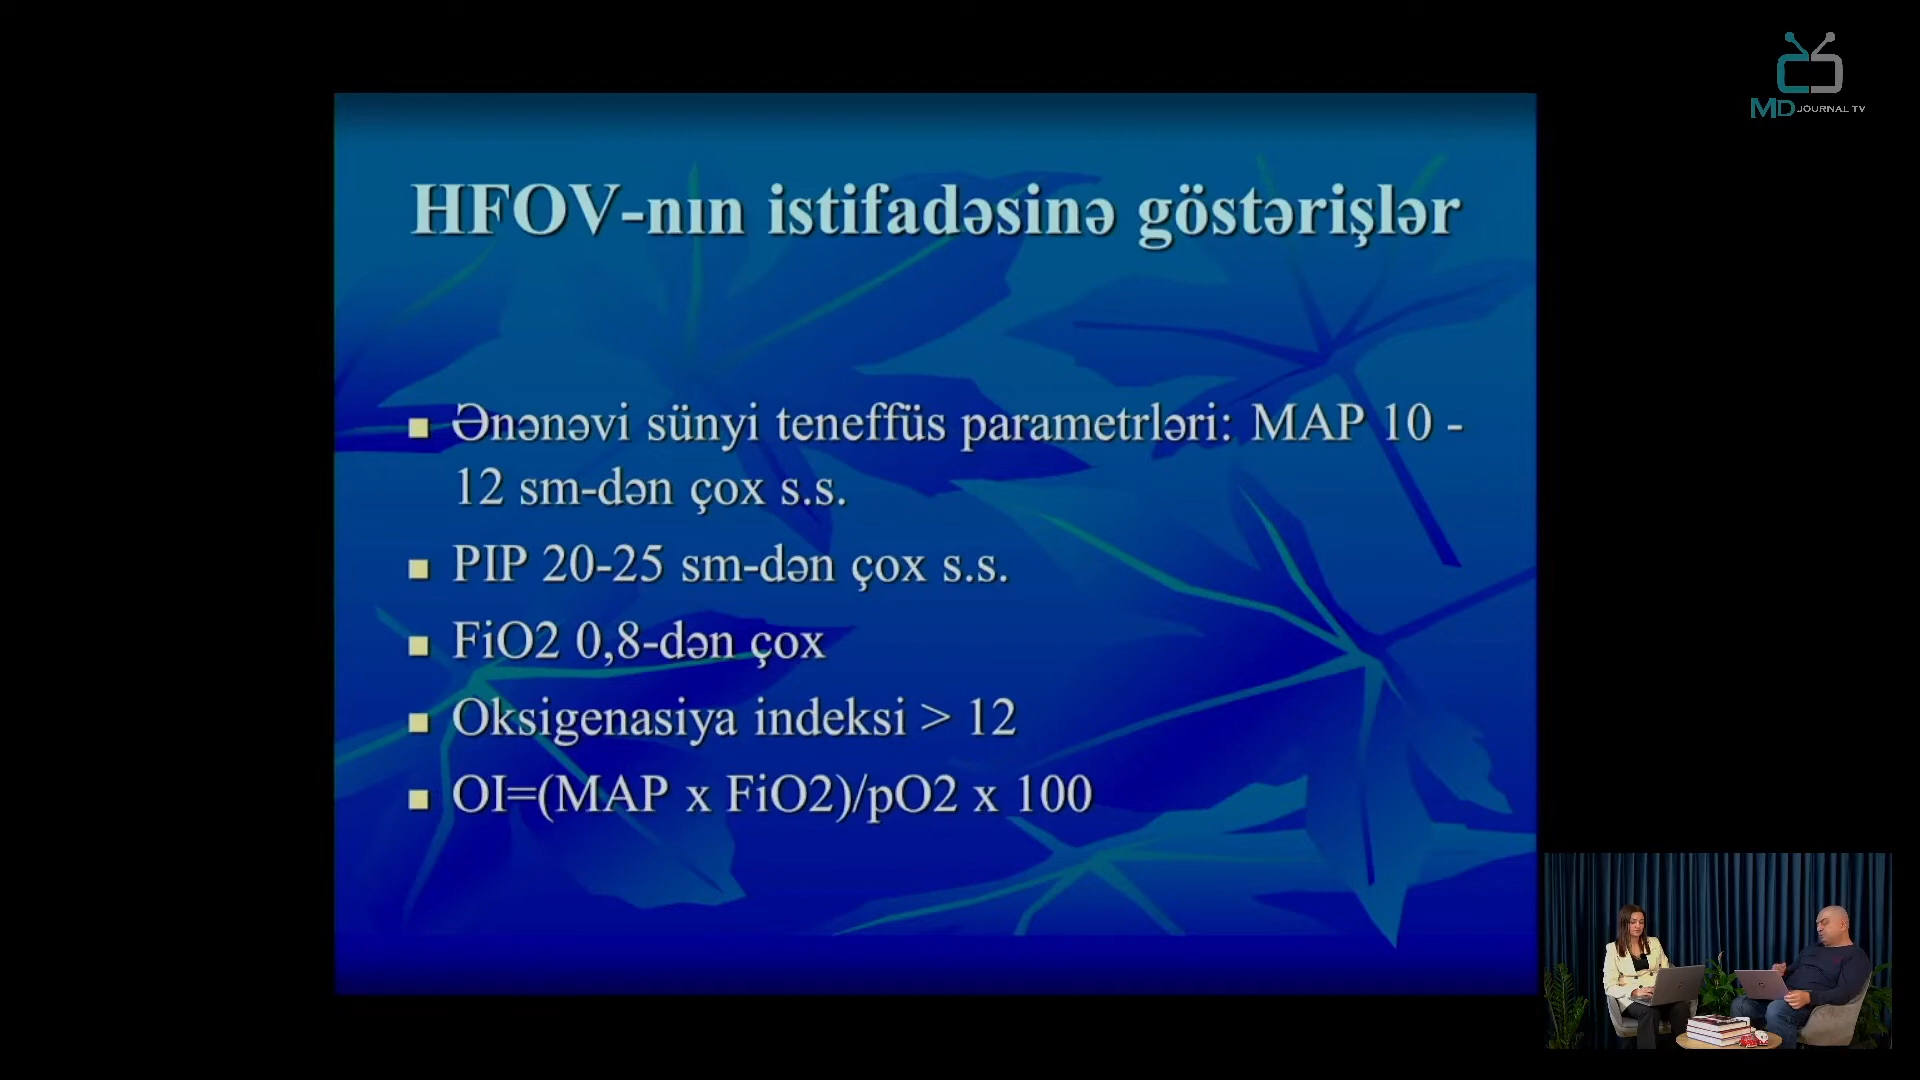 MD JOURNAL TV
HFOV-nın istifadəsinə göstərişlər
Ənənəvi sünyi teneffüs parametrləri: MAP 10 -
12 sm-dən çox s.s.
PIP 20-25 sm-dən çox s.s.
FiO2 0,8-dən çox
Oksigenasiya indeksi > 12
OI=(MAP x FiO2)/pO2 x 100